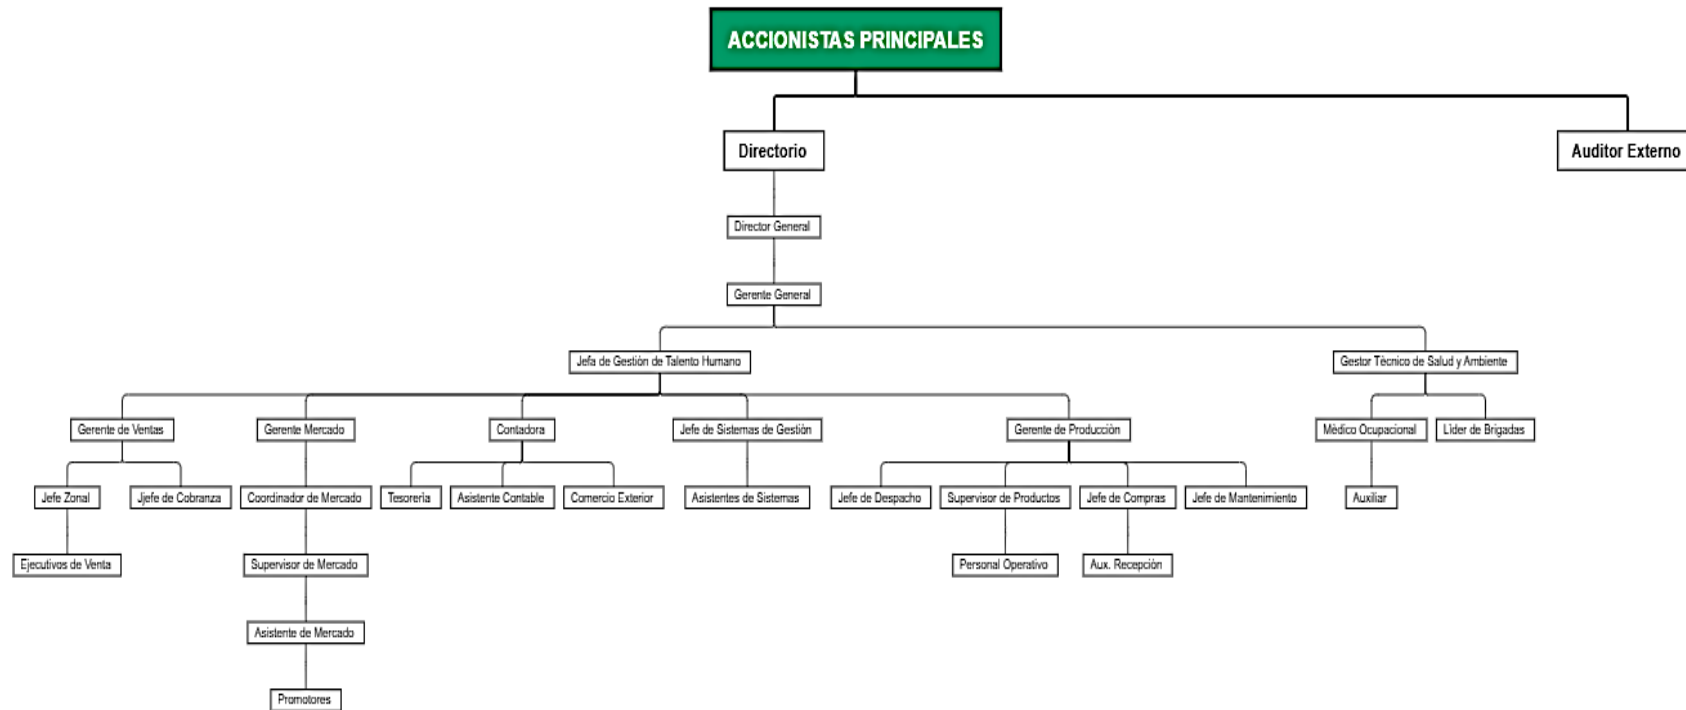 ACCIONISTAS PRINCIPALES
Directorio
Auditor Externo
Director General
Gerente General
Jefa de Gestión de Talento Humano
Gestor Técnico de Salud y Ambiente
Gerente de Ventas
Gerente Mercado
Contadora
Jefe de Sistemas de Gestión
Gerente de Producción
Médico Ocupacional
Líder de Brigadas
Jefe Zonal
Jjefe de Cobranza
Coordinador de Mercado
Tesorería
Asistente Contable
Comercio Exterior
Asistentes de Sistemas
Jefe de Despacho
Supervisor de Productos
Jefe de Compras
Jefe de Mantenimiento
Auxiliar
Ejecutivos de Venta
Supervisor de Mercado
Personal Operativo
Aux. Recepción
Asistente de Mercado
Promotores